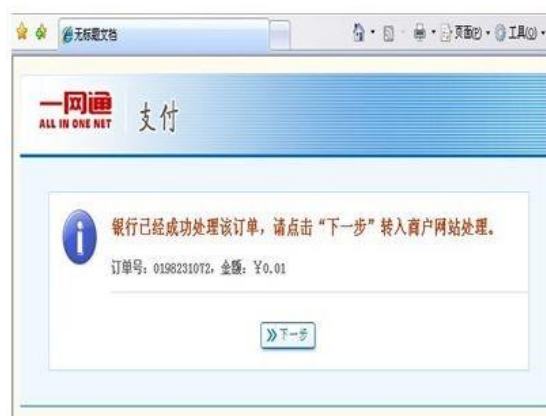 无标题文档
页面(P)
工具(O)
一网通
ALL IN ONE NET
支付
银行已经成功处理该订单，请点击“下一步”转入商户网站处理。
订单号：0198231072，金额：￥0.01
下一步